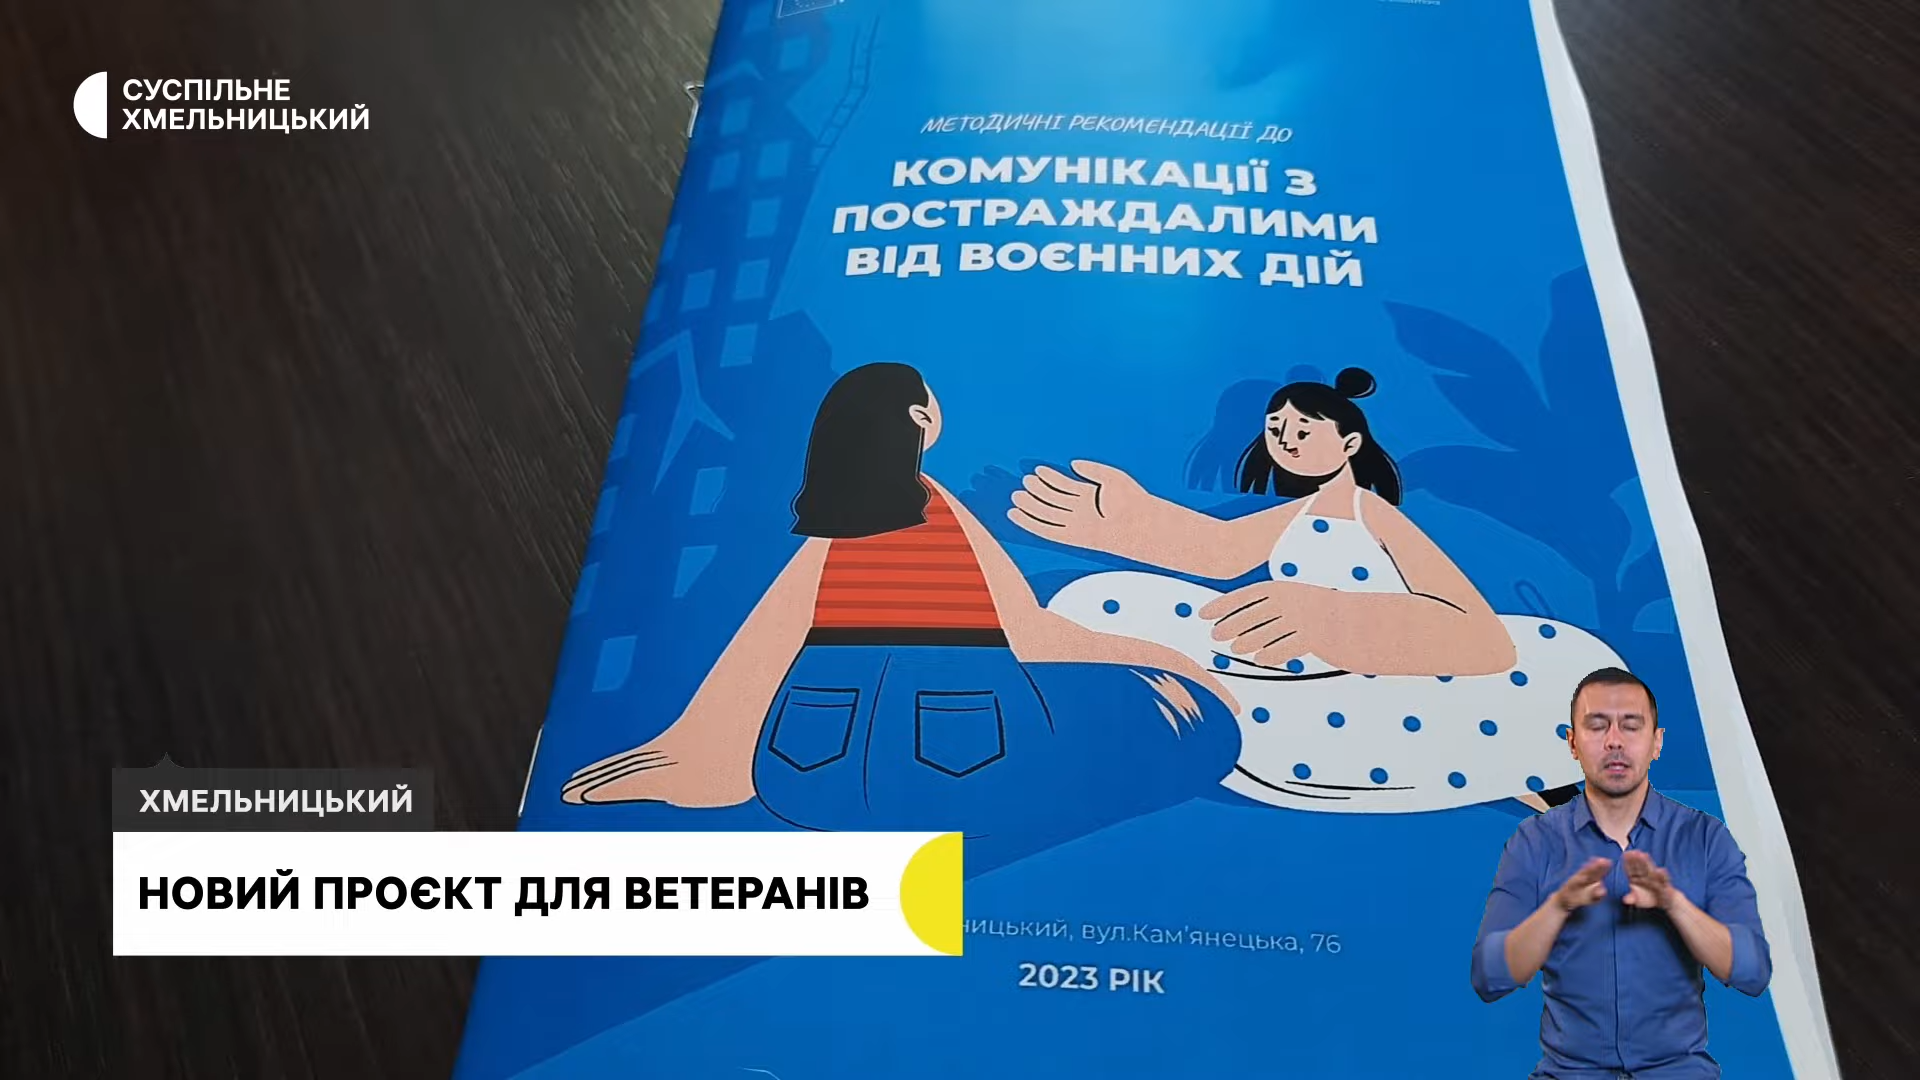 СУСПІЛЬНЕ
ХМЕЛЬНИЦЬКИЙ
МЕТОДИЧНІ РЕКОМЕНДАЦІЇ ДО
КОМУНІКАЦІЇ З
ПОСТРАЖДАЛИМИ
ВІД ВОЄННИХ ДІЙ
ХМЕЛЬНИЦЬКИЙ
НОВИЙ ПРОЄКТ ДЛЯ ВЕТЕРАНІВ
ницький, вул.Кам'янецька, 76
2023 РІК